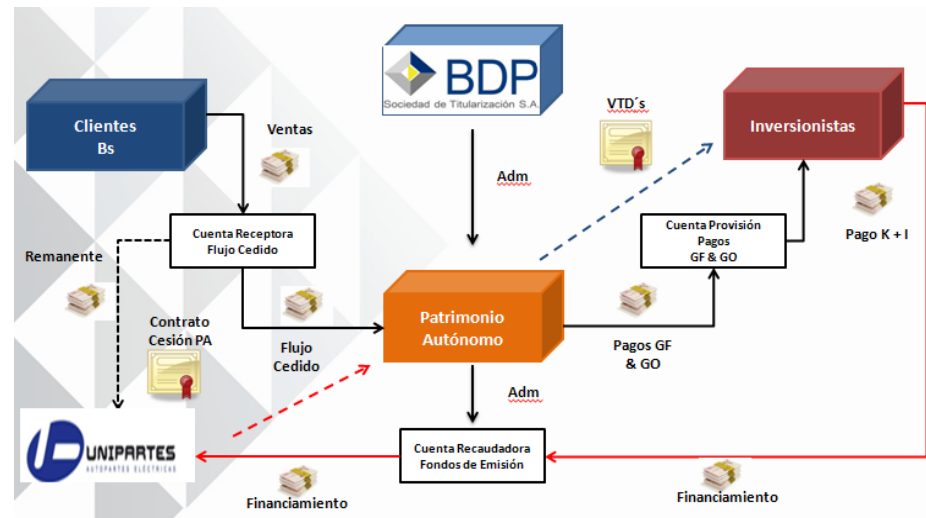 BDP
Sociedad de Titularización S.A.
Clientes
Bs
Ventas
VTD´s
Inversionistas
Adm
Cuenta Receptora
Flujo Cedido
Cuenta Provisión
Pagos
GF & GO
Pago K + I
Remanente
Contrato
Cesión PA
Flujo
Cedido
Patrimonio
Autónomo
Pagos GF
& GO
Adm
UNIPARTES
AUTOPARTES ELÉCTRICAS
Cuenta Recaudadora
Fondos de Emisión
Financiamiento
Financiamiento